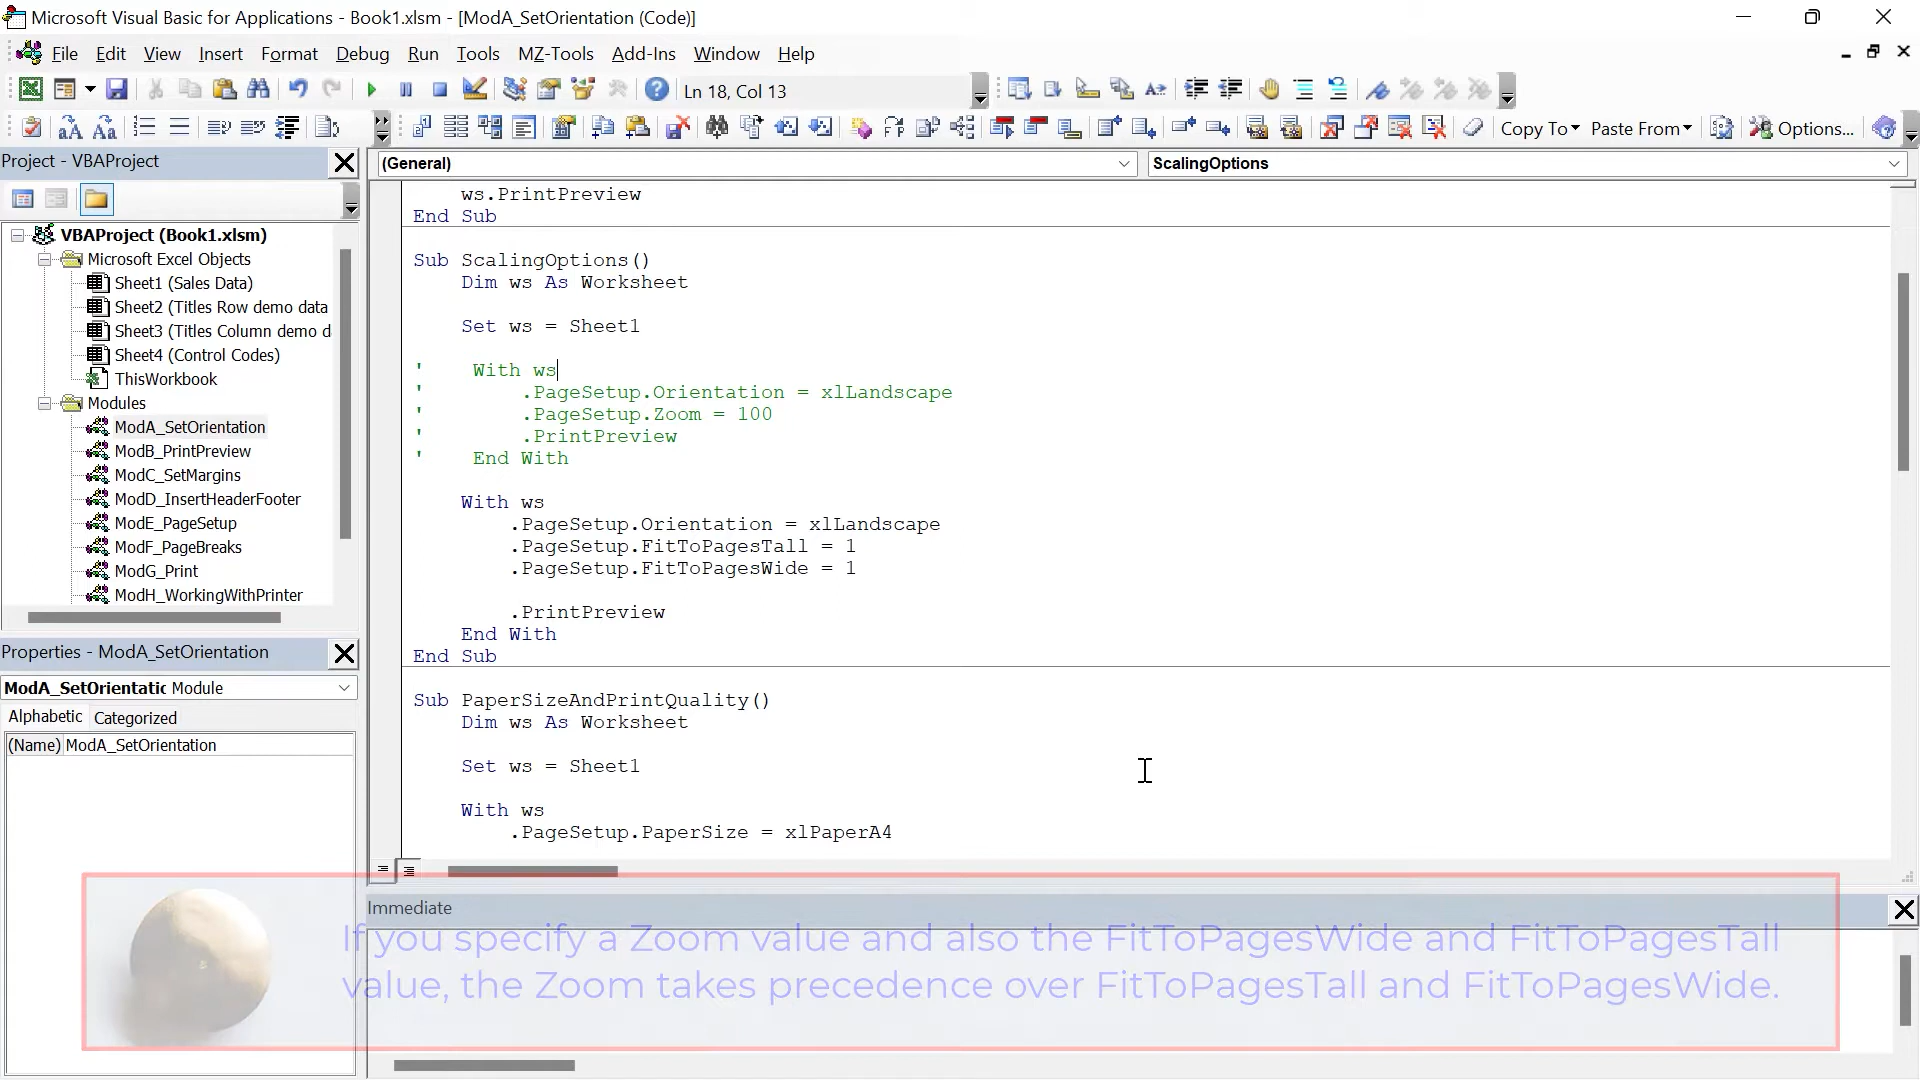 Microsoft Visual Basic for Applications - Book1.xlsm - [ModA_SetOrientation (Code)]
File Edit View Insert Format Debug Run Tools MZ-Tools Add-Ins Window Help
Ln 18, Col 13
Copy To Paste From Options...
Project - VBAProject
VBAProject (Book1.xlsm)
Microsoft Excel Objects
Sheet1 (Sales Data)
Sheet2 (Titles Row demo data
Sheet3 (Titles Column demo d
Sheet4 (Control Codes)
ThisWorkbook
Modules
ModA_SetOrientation
ModB_PrintPreview
ModC_SetMargins
ModD_InsertHeaderFooter
ModE_PageSetup
ModF_PageBreaks
ModG_Print
ModH_WorkingWithPrinter
Properties - ModA_SetOrientation
ModA_SetOrientatic Module
Alphabetic Categorized
(Name) ModA_SetOrientation
(General) ScalingOptions
ws.PrintPreview
End Sub
Sub ScalingOptions()
Dim ws As Worksheet
Set ws = Sheet1
' With ws
' .PageSetup.Orientation = xlLandscape
' .PageSetup.Zoom = 100
' .PrintPreview
' End With
With ws
.PageSetup.Orientation = xlLandscape
.PageSetup.FitToPagesTall = 1
.PageSetup.FitToPagesWide = 1
.PrintPreview
End With
End Sub
Sub PaperSizeAndPrintQuality()
Dim ws As Worksheet
Set ws = Sheet1
With ws
.PageSetup.PaperSize = xlPaperA4
Immediate
If you specify a Zoom value and also the FitToPagesWide and FitToPagesTall
value, the Zoom takes precedence over FitToPagesTall and FitToPagesWide.